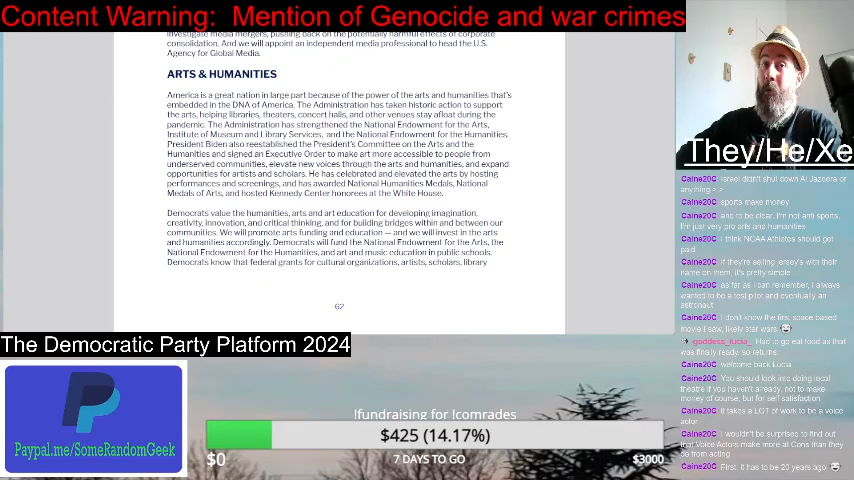 Content Warning: Mention of Genocide and war crimes
investigate media mergers, pushing back on the potentially harmful effects of corporate
consolidation. And we will appoint an independent media professional to head the U.S.
Agency for Global Media.
ARTS & HUMANITIES
America is a great nation in large part because of the power of the arts and humanities that's
embedded in the DNA of America. The Administration has taken historic action to support
the arts, helping libraries, theaters, concert halls, and other venues stay afloat during the
pandemic. The Administration has strengthened the National Endowment for the Arts,
Institute of Museum and Library Services, and the National Endowment for the Humanities.
President Biden also reestablished the President's Committee on the Arts and the
Humanities and signed an Executive Order to make art more accessible to people from
underserved communities, elevate new voices through the arts and humanities, and expand
opportunities for artists and scholars. He has celebrated and elevated the arts by hosting
performances and screenings, and has awarded National Humanities Medals, National
Medals of Arts, and hosted Kennedy Center honorees at the White House.
Democrats value the humanities, arts and art education for developing imagination,
creativity, innovation, and critical thinking, and for building bridges within and between our
communities. We will promote arts funding and education — and we will invest in the arts
and humanities accordingly. Democrats will fund the National Endowment for the Arts, the
National Endowment for the Humanities, and art and music education in public schools.
Democrats know that federal grants for cultural organizations, artists, scholars, library
62
They/He/Xe
Caine20C Israel didn't shut down Al Jazeera or
anything >.>
Caine20C sports make money
Caine20C and to be clear, I'm not anti sports,
I'm just very pro arts and humanities
Caine20C I think NCAA Athletes should get
paid
Caine20C If they're selling jersey's with their
name on them, it's pretty simple
Caine20C as far as I can remember, I always
wanted to be a test pilot and eventually an
astronaut
Caine20C I don't know the first space based
movie I saw, likely star wars
goddess_lucia_ Had to go eat food as that
was finally ready, so returns.
Caine20C welcome back Lucia
Caine20C You should look into doing local
theatre if you haven't already, not to make
money of course, but for self satisfaction
Caine20C It takes a LOT of work to be a voice
actor
Caine20C I wouldn't be surprised to find out
that Voice Actors make more at Cons than they
do from acting
Caine20C First, it has to be 20 years ago
The Democratic Party Platform 2024
Paypal.me/SomeRandomGeek
!fundraising for !comrades
$425 (14.17%)
$0
7 DAYS TO GO
$3000